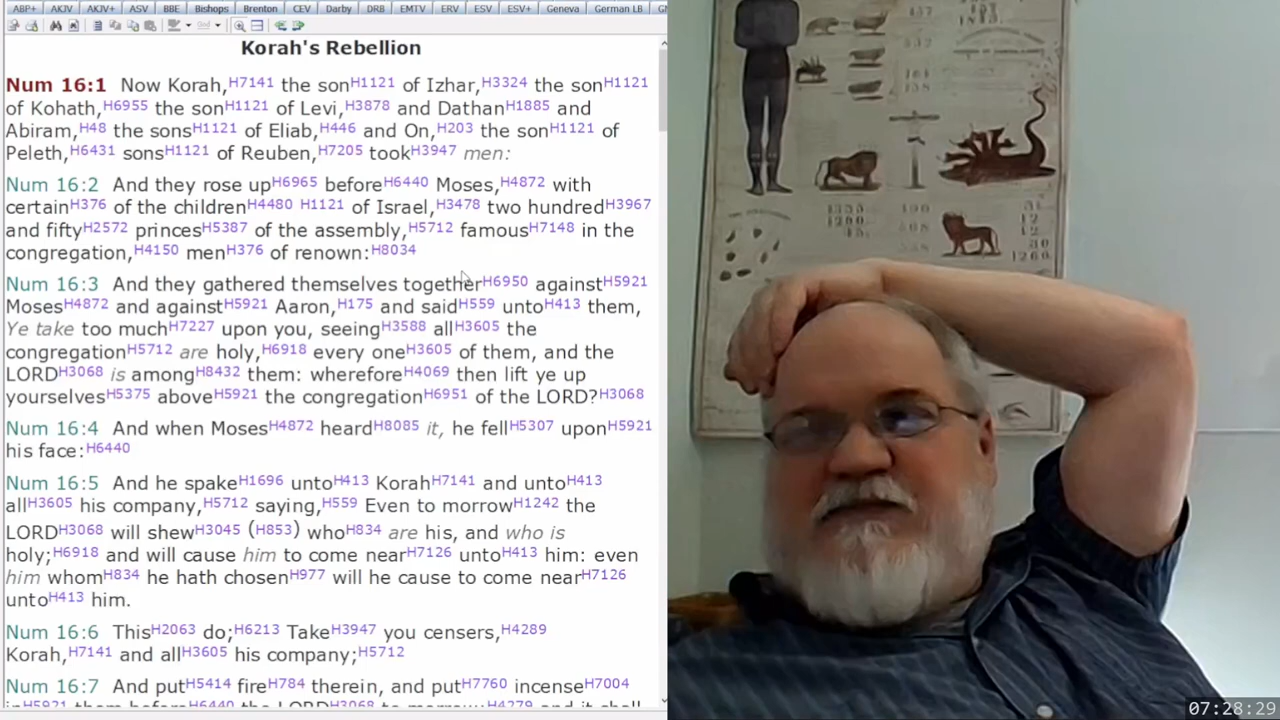 ABP+ AKJV AKJV+ ASV BBE Bishops Brenton CEV Darby DRB EMTV ERV ESV ESV+ Geneva German LB
Korah's Rebellion
Num 16:1 Now Korah,H7141 the sonH1121 of Izhar,H3324 the sonH1121
of Kohath,H6955 the sonH1121 of Levi,H3878 and DathanH1885 and
Abiram,H48 the sonsH1121 of Eliab,H446 and On,H203 the sonH1121 of
Peleth,H6431 sonsH1121 of Reuben,H7205 tookH3947 men:
Num 16:2 And they rose upH6965 beforeH6440 Moses,H4872 with
certainH376 of the childrenH4480 H1121 of Israel,H3478 two hundredH3967
and fiftyH2572 princesH5387 of the assembly,H5712 famousH7148 in the
congregation,H4150 menH376 of renown:H8034
Num 16:3 And they gathered themselves togetherH6950 againstH5921
MosesH4872 and againstH5921 Aaron,H175 and saidH559 untoH413 them,
Ye take too muchH7227 upon you, seeingH3588 allH3605 the
congregationH5712 are holy,H6918 every oneH3605 of them, and the
LORDH3068 is amongH8432 them: whereforeH4069 then lift ye up
yourselvesH5375 aboveH5921 the congregationH6951 of the LORD?H3068
Num 16:4 And when MosesH4872 heardH8085 it, he fellH5307 uponH5921
his face:H6440
Num 16:5 And he spakeH1696 untoH413 KorahH7141 and untoH413
allH3605 his company,H5712 saying,H559 Even to morrowH1242 the
LORDH3068 will shewH3045 (H853) whoH834 are his, and who is
holy;H6918 and will cause him to come nearH7126 untoH413 him: even
him whomH834 he hath chosenH977 will he cause to come nearH7126
untoH413 him.
Num 16:6 ThisH2063 do;H6213 TakeH3947 you censers,H4289
Korah,H7141 and allH3605 his company;H5712
Num 16:7 And putH5414 fireH784 therein, and putH7760 incenseH7004
inH5921 them beforeH6440 the LORDH3068 to morrow:H4279 and it shall
1260
07:28:29